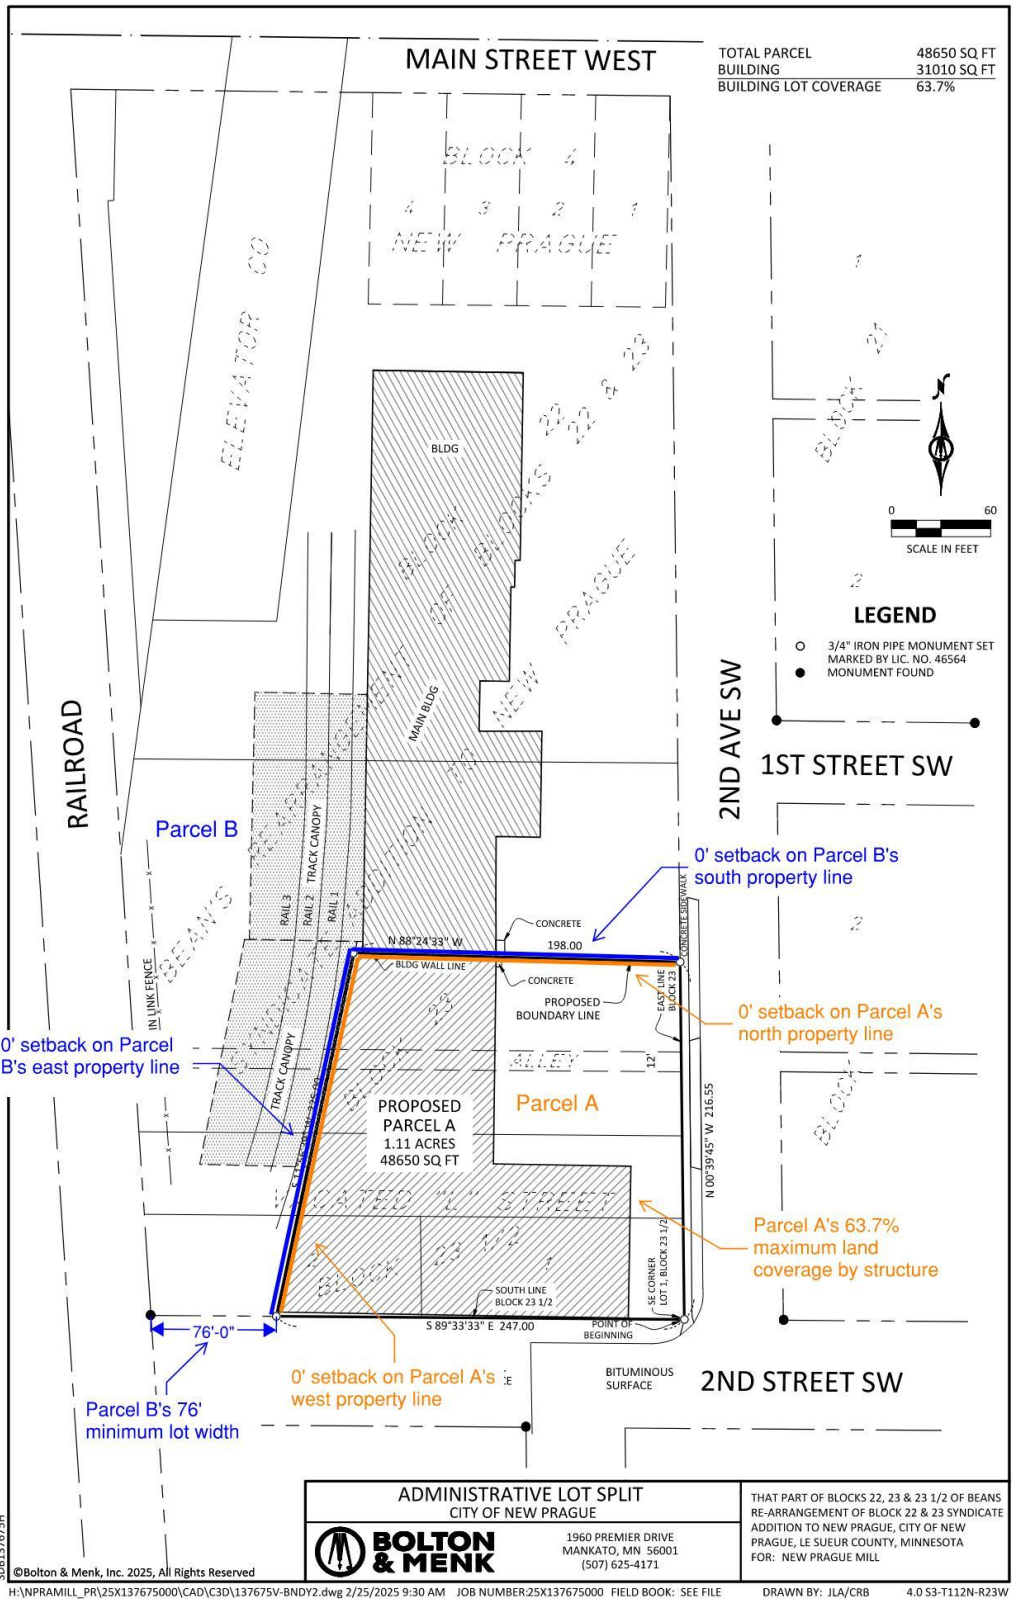 MAIN STREET WEST
TOTAL PARCEL 48650 SQ FT
BUILDING 31010 SQ FT
BUILDING LOT COVERAGE 63.7%
BLOCK 4
4 3 2 1
NEW PRAGUE
ELEVATOR CO
1
BLOCK 21
2
BLDG
MAIN BLDG
BEAN'S RE-ARRANGEMENT OF BLOCKS 22 & 23
BLOCK 22
22 & 23
SYNDICATE ADDITION TO NEW PRAGUE
N
0 60
SCALE IN FEET
LEGEND
3/4" IRON PIPE MONUMENT SET
MARKED BY LIC. NO. 46564
MONUMENT FOUND
RAILROAD
2ND AVE SW
1ST STREET SW
Parcel B
TRACK CANOPY
RAIL 3
RAIL 2
RAIL 1
0' setback on Parcel B's
south property line
CONCRETE SIDEWALK
CONCRETE
N 88°24'33" W 198.00
BLDG WALL LINE
CONCRETE
PROPOSED
BOUNDARY LINE
EAST LINE
BLOCK 23
2
IN LINK FENCE
0' setback on Parcel A's
north property line
0' setback on Parcel
B's east property line
TRACK CANOPY
BLOCK 23
ALLEY
12'
PROPOSED
PARCEL A
1.11 ACRES
48650 SQ FT
Parcel A
BLOCK
N 00°39'45" W 216.55
VACATED "L" STREET
Parcel A's 63.7%
maximum land
coverage by structure
BLOCK 23 1/2
2
1
SE CORNER
LOT 1, BLOCK 23 1/2
SOUTH LINE
BLOCK 23 1/2
S 89°33'33" E 247.00
POINT OF
BEGINNING
76'-0"
0' setback on Parcel A's
west property line
BITUMINOUS
SURFACE
2ND STREET SW
Parcel B's 76'
minimum lot width
ADMINISTRATIVE LOT SPLIT
CITY OF NEW PRAGUE
BOLTON
& MENK
1960 PREMIER DRIVE
MANKATO, MN 56001
(507) 625-4171
THAT PART OF BLOCKS 22, 23 & 23 1/2 OF BEANS
RE-ARRANGEMENT OF BLOCK 22 & 23 SYNDICATE
ADDITION TO NEW PRAGUE, CITY OF NEW
PRAGUE, LE SUEUR COUNTY, MINNESOTA
FOR: NEW PRAGUE MILL
©Bolton & Menk, Inc. 2025, All Rights Reserved
H:\NPRAMILL_PR\25X137675000\CAD\C3D\137675V-BNDY2.dwg 2/25/2025 9:30 AM JOB NUMBER:25X137675000 FIELD BOOK: SEE FILE DRAWN BY: JLA/CRB 4.0 S3-T112N-R23W